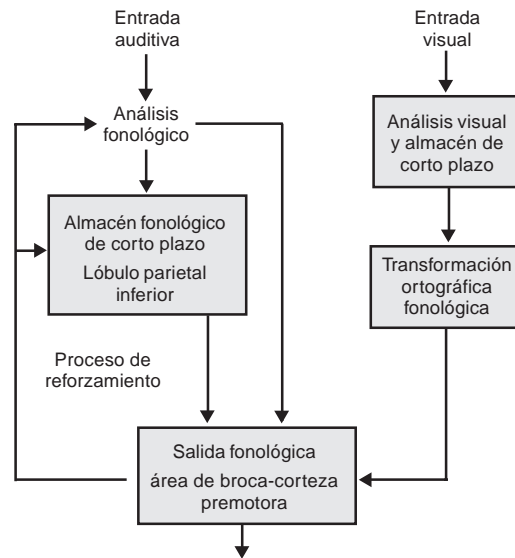 Entrada
auditiva
Entrada
visual
Análisis
fonológico
Análisis visual
y almacén de
corto plazo
Almacén fonológico
de corto plazo
Lóbulo parietal
inferior
Transformación
ortográfica
fonológica
Proceso de
reforzamiento
Salida fonológica
área de broca-corteza
premotora